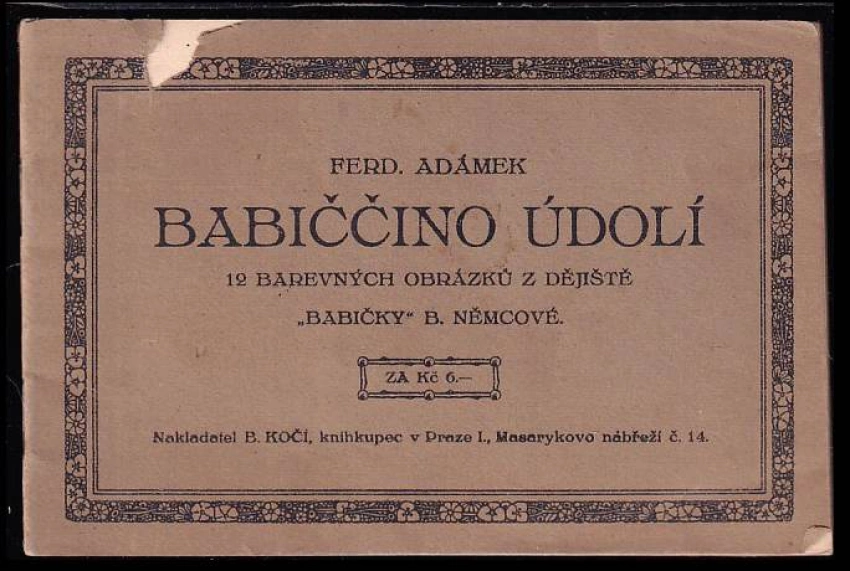 FERD. ADÁMEK
BABIČČINO ÚDOLÍ
12 BAREVNÝCH OBRÁZKŮ Z DĚJIŠTĚ
„BABIČKY“ B. NĚMCOVÉ.
ZA Kč 6.—
Nakladatel B. KOČÍ, knihkupec v Praze I., Masarykovo nábřeží č. 14.